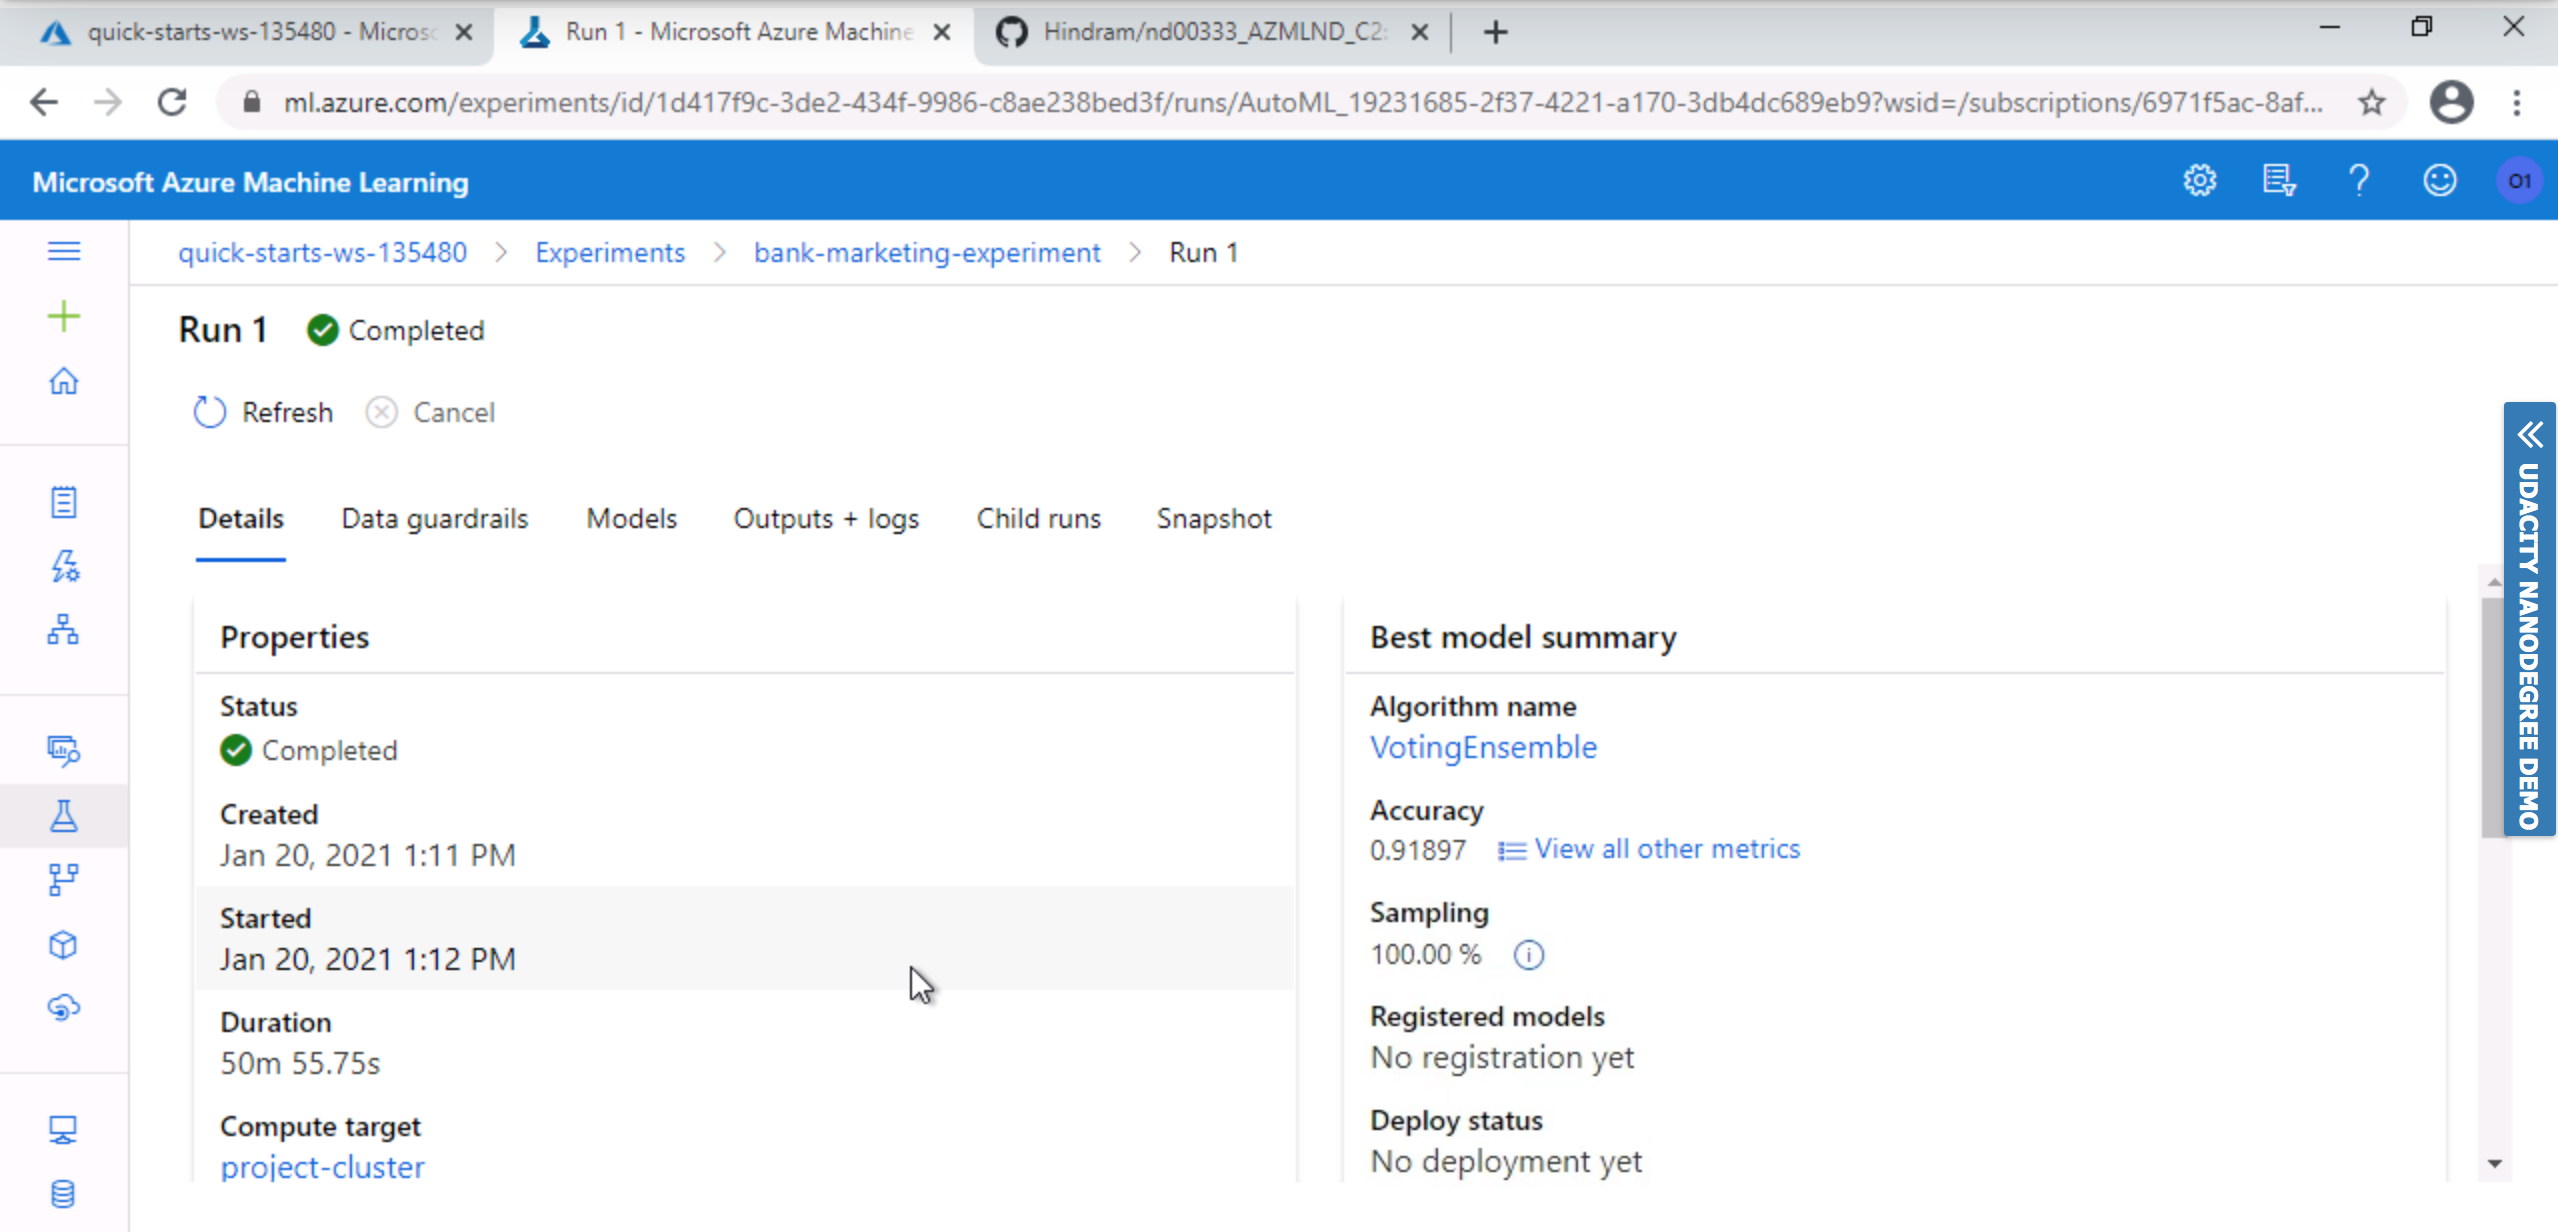 quick-starts-ws-135480 - Micros
Run 1 - Microsoft Azure Machine
Hindram/nd00333_AZMLND_C2
ml.azure.com/experiments/id/1d417f9c-3de2-434f-9986-c8ae238bed3f/runs/AutoML_19231685-2f37-4221-a170-3db4dc689eb9?wsid=/subscriptions/6971f5ac-8af...
Microsoft Azure Machine Learning
?
01
quick-starts-ws-135480 > Experiments > bank-marketing-experiment > Run 1
Run 1 Completed
Refresh Cancel
Details Data guardrails Models Outputs + logs Child runs Snapshot
Properties
Status
Completed
Created
Jan 20, 2021 1:11 PM
Started
Jan 20, 2021 1:12 PM
Duration
50m 55.75s
Compute target
project-cluster
Best model summary
Algorithm name
VotingEnsemble
Accuracy
0.91897 View all other metrics
Sampling
100.00 %
Registered models
No registration yet
Deploy status
No deployment yet
UDACITY NANODEGREE DEMO